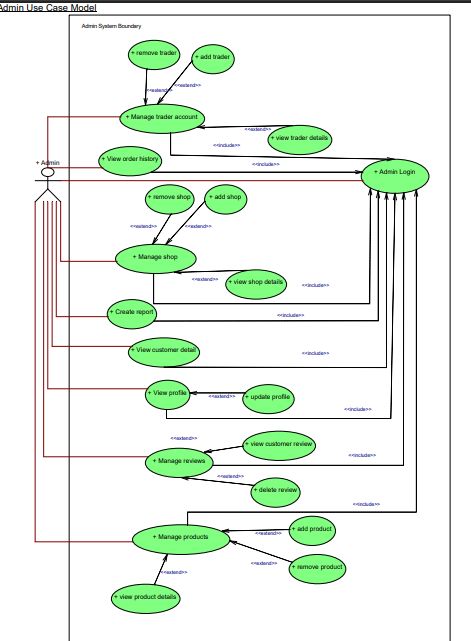 Admin Use Case Model
Admin System Boundary
+ remove trader
+ add trader
<<extend>>
<<extend>>
+ Manage trader account
<<extend>>
+ view trader details
<<include>>
+ View order history
<<include>>
+ Admin
+ Admin Login
+ remove shop
+ add shop
<<extend>>
<<extend>>
+ Manage shop
<<extend>>
+ view shop details
<<include>>
+ Create report
<<include>>
+ View customer detail
<<include>>
+ View profile
<<extend>>
+ update profile
<<include>>
<<extend>>
+ view customer review
+ Manage reviews
<<include>>
<<extend>>
+ delete review
<<include>>
+ add product
<<extend>>
+ Manage products
<<extend>>
+ remove product
<<extend>>
+ view product details